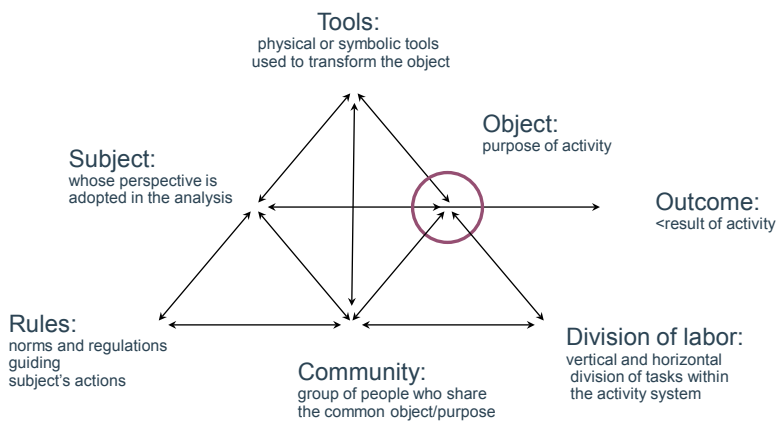 Tools:
physical or symbolic tools
used to transform the object
Object:
purpose of activity
Subject:
whose perspective is
adopted in the analysis
Outcome:
<result of activity
Rules:
norms and regulations
guiding
subject's actions
Community:
group of people who share
the common object/purpose
Division of labor:
vertical and horizontal
division of tasks within
the activity system